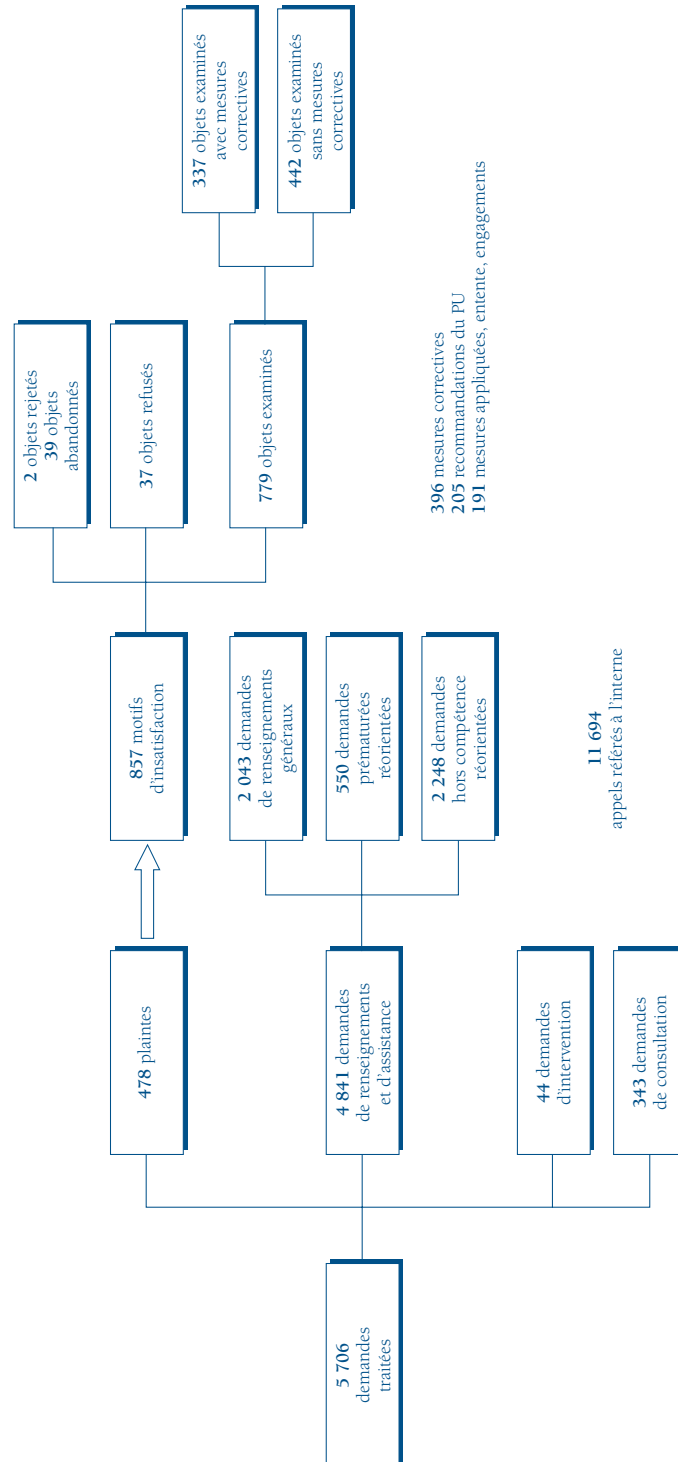 5 706
demandes
traitées
478 plaintes
4 841 demandes
de renseignements
et d'assistance
44 demandes
d'intervention
343 demandes
de consultation
857 motifs
d'insatisfaction
2 043 demandes
de renseignements
généraux
550 demandes
prématurées
réorientées
2 248 demandes
hors compétence
réorientées
11 694
appels référés à l'interne
2 objets rejetés
39 objets
abandonnés
37 objets refusés
779 objets examinés
396 mesures correctives
205 recommandations du PU
191 mesures appliquées, entente, engagements
337 objets examinés
avec mesures
correctives
442 objets examinés
sans mesures
correctives